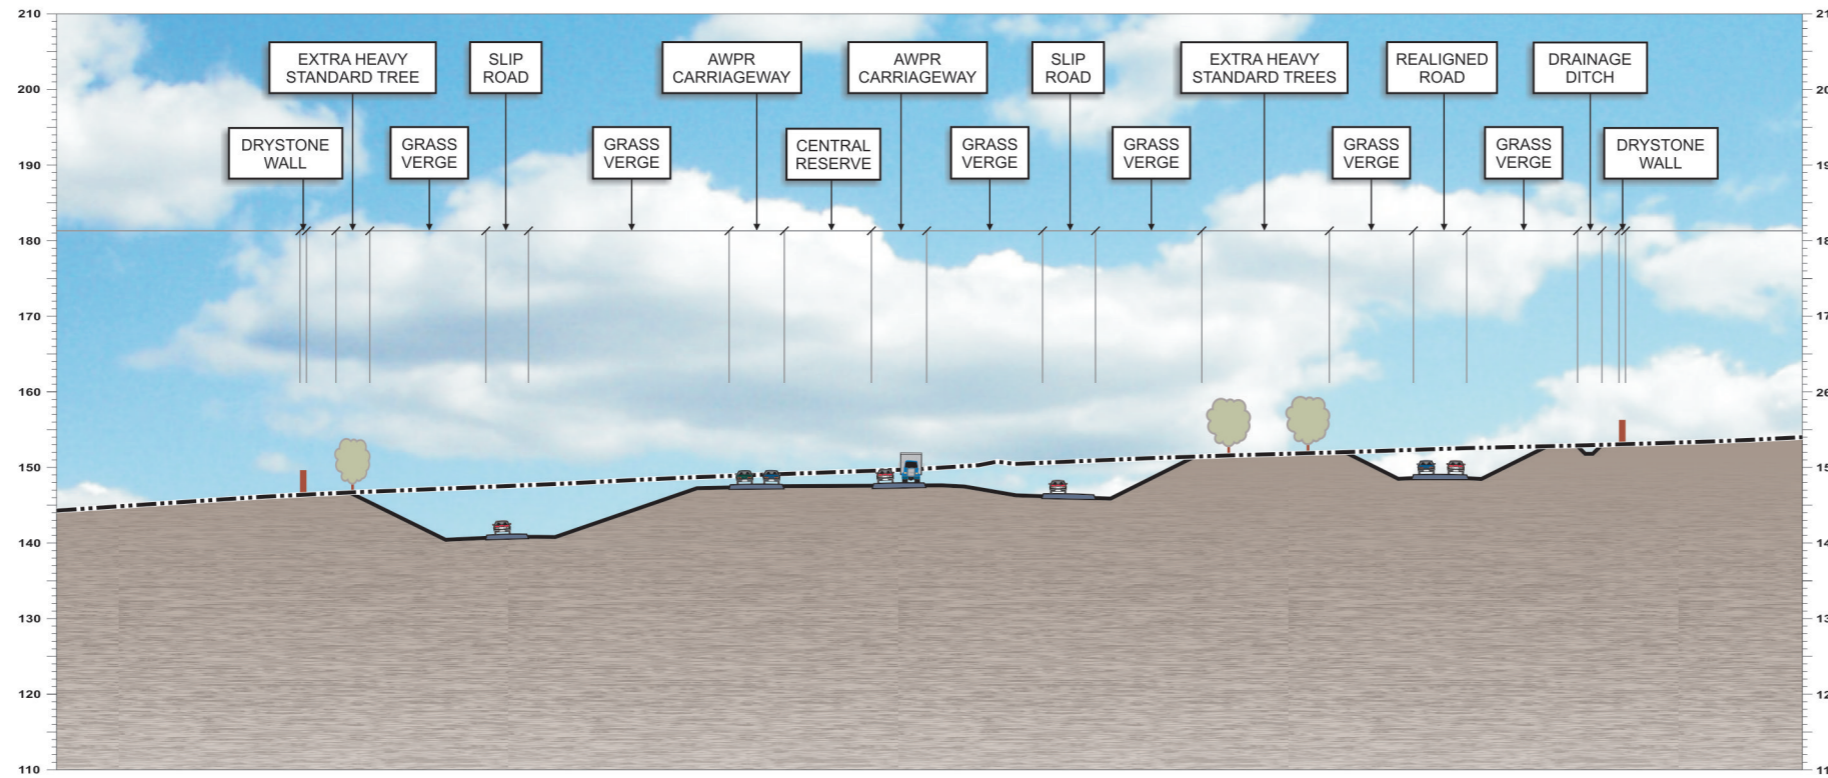 210
200
190
180
170
160
150
140
130
120
110
EXTRA HEAVY
STANDARD TREE
SLIP
ROAD
AWPR
CARRIAGEWAY
AWPR
CARRIAGEWAY
SLIP
ROAD
EXTRA HEAVY
STANDARD TREES
REALIGNED
ROAD
DRAINAGE
DITCH
DRYSTONE
WALL
GRASS
VERGE
GRASS
VERGE
CENTRAL
RESERVE
GRASS
VERGE
GRASS
VERGE
GRASS
VERGE
GRASS
VERGE
DRYSTONE
WALL